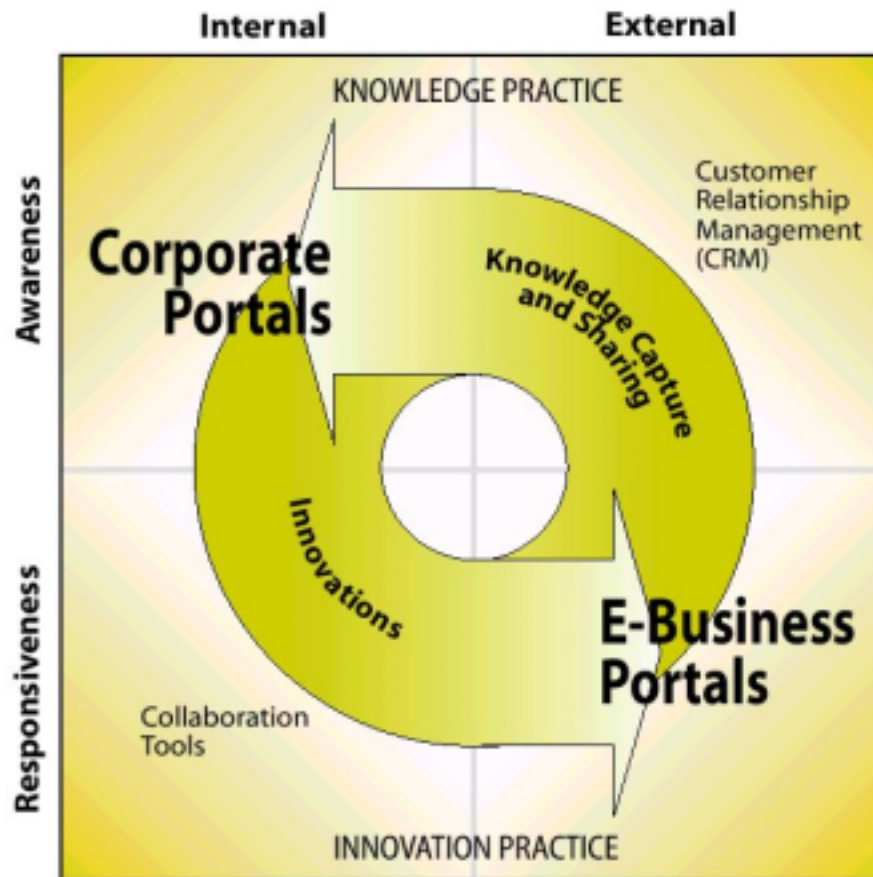 Internal
External
KNOWLEDGE PRACTICE
Awareness
Customer
Relationship
Management
(CRM)
Corporate
Portals
Knowledge Capture
and Sharing
Innovations
Responsiveness
E-Business
Portals
Collaboration
Tools
INNOVATION PRACTICE